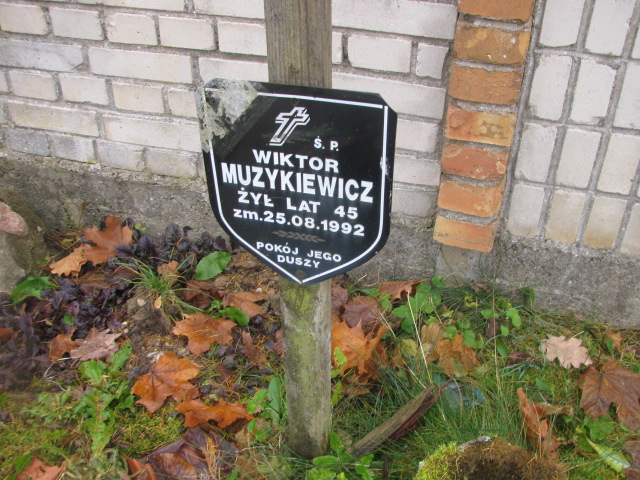 Ś. P.
WIKTOR
MUZYKIEWICZ
ŻYŁ LAT 45
zm.25.08.1992
POKÓJ JEGO
DUSZY